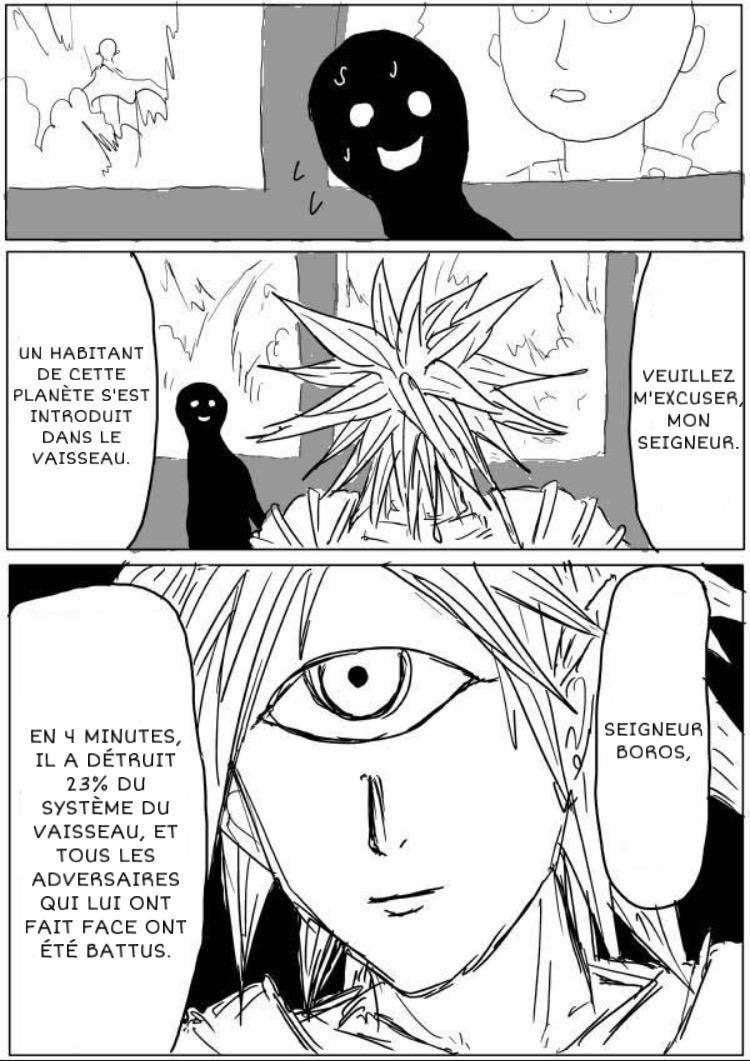 VEUILLEZ
M'EXCUSER,
MON
SEIGNEUR.
UN HABITANT
DE CETTE
PLANÈTE S'EST
INTRODUIT
DANS LE
VAISSEAU.
SEIGNEUR
BOROS,
EN 4 MINUTES,
IL A DÉTRUIT
23% DU
SYSTÈME DU
VAISSEAU, ET
TOUS LES
ADVERSAIRES
QUI LUI ONT
FAIT FACE ONT
ÉTÉ BATTUS.